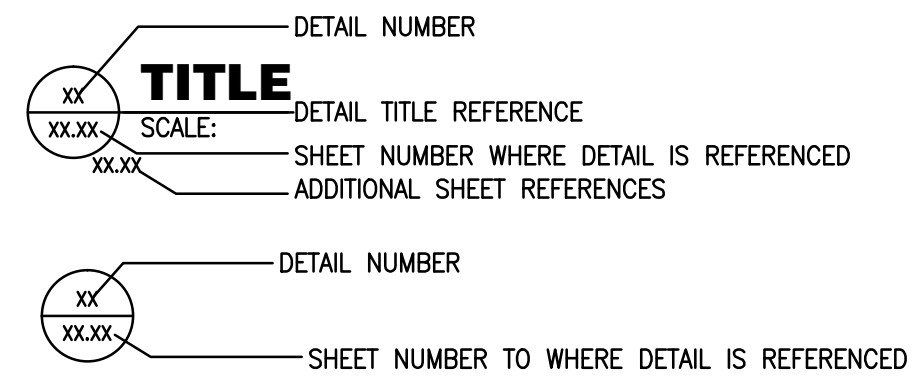 DETAIL NUMBER
XX
TITLE
DETAIL TITLE REFERENCE
XX.XX
SCALE:
SHEET NUMBER WHERE DETAIL IS REFERENCED
XX.XX
ADDITIONAL SHEET REFERENCES
DETAIL NUMBER
XX
XX.XX
SHEET NUMBER TO WHERE DETAIL IS REFERENCED